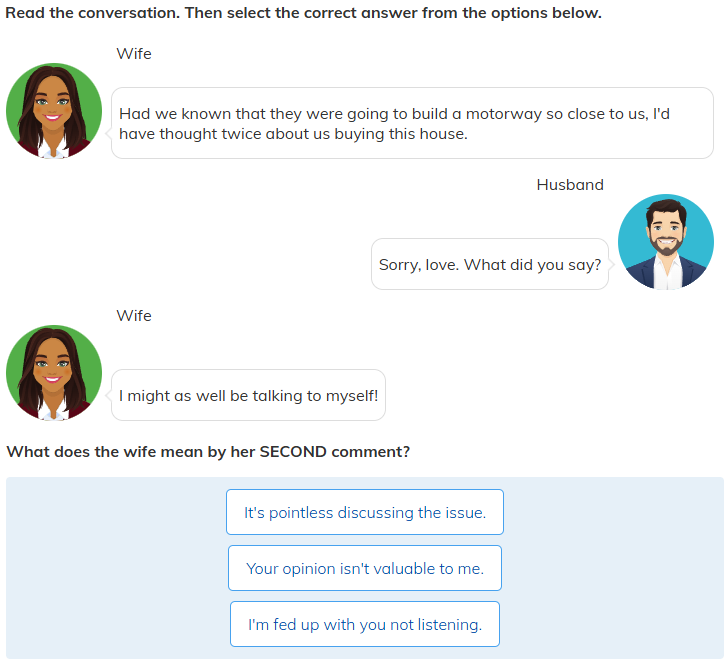 Read the conversation. Then select the correct answer from the options below.
Wife
Had we known that they were going to build a motorway so close to us, I'd
have thought twice about us buying this house.
Husband
Sorry, love. What did you say?
Wife
I might as well be talking to myself!
What does the wife mean by her SECOND comment?
It's pointless discussing the issue.
Your opinion isn't valuable to me.
I'm fed up with you not listening.